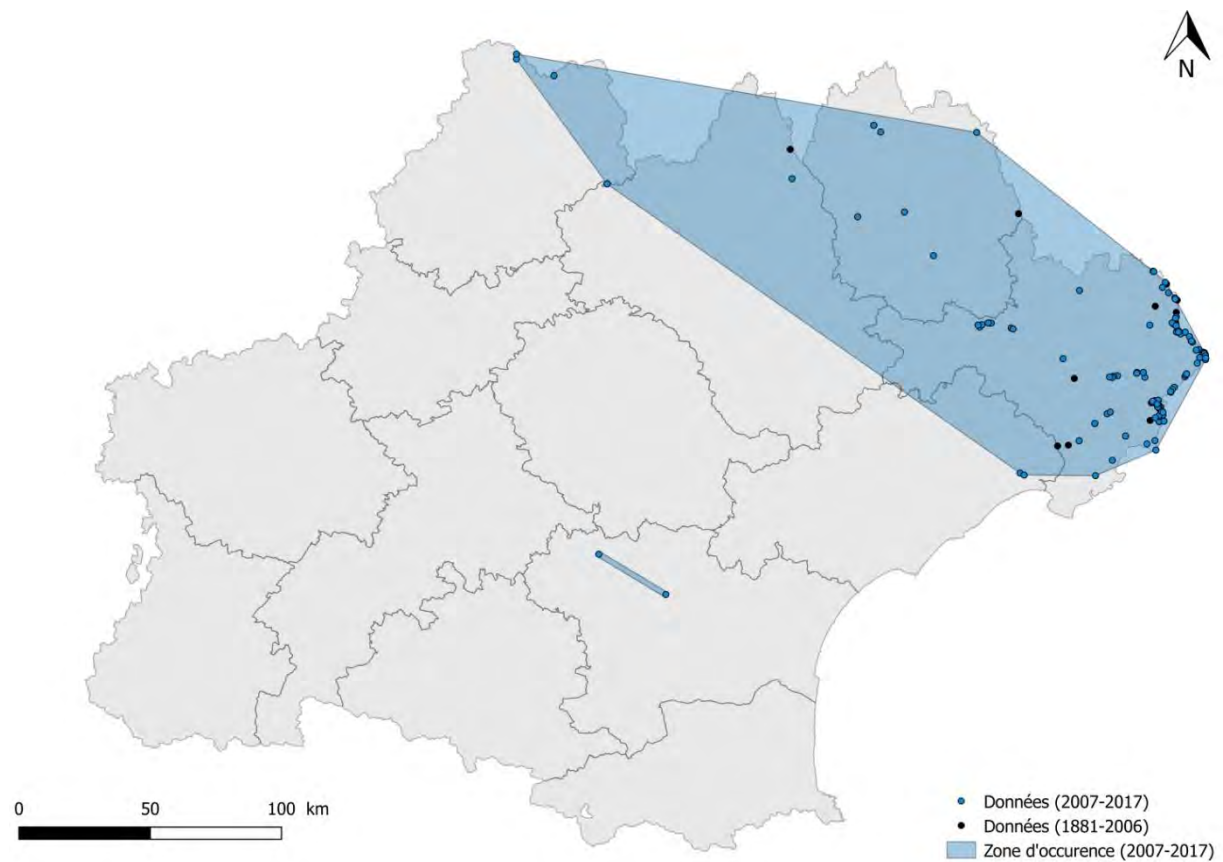 N
0 50 100 km
Données (2007-2017)
Données (1881-2006)
Zone d'occurence (2007-2017)